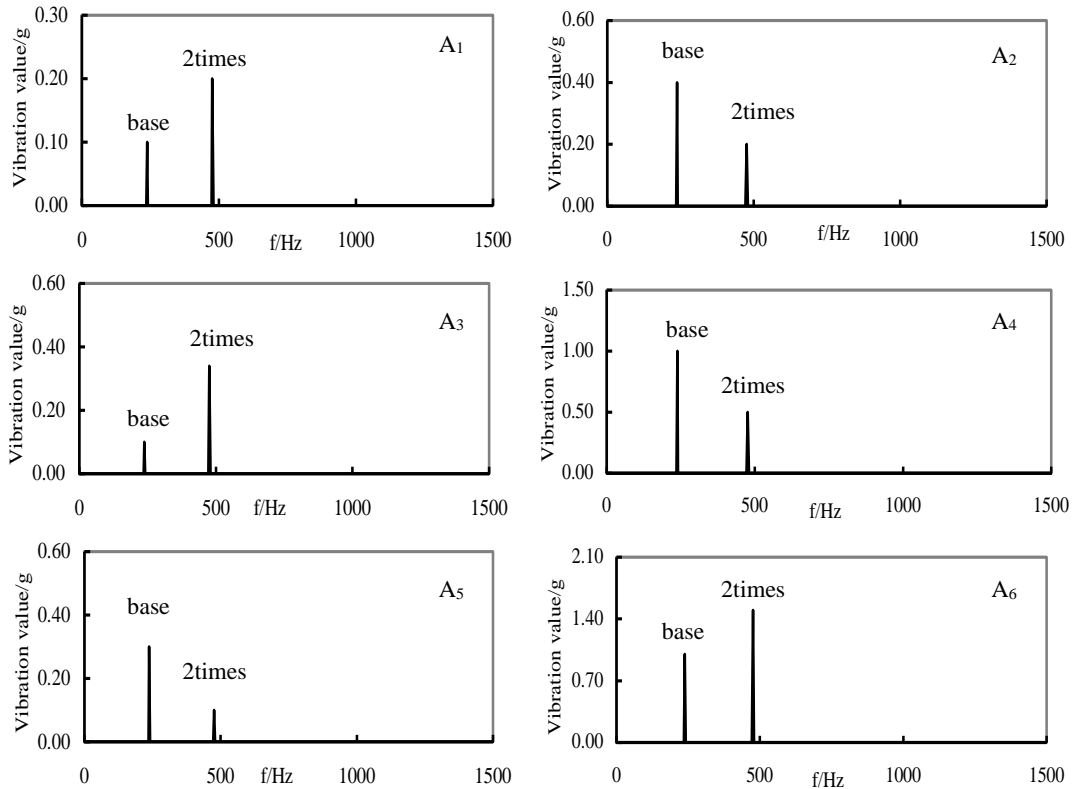 Vibration value/g
0.30
0.20
0.10
0.00
A1
base
2times
0 500 1000 1500
f/Hz
Vibration value/g
0.60
0.40
0.20
0.00
A2
base
2times
0 500 1000 1500
f/Hz
Vibration value/g
0.60
0.40
0.20
0.00
A3
base
2times
0 500 1000 1500
f/Hz
Vibration value/g
1.50
1.00
0.50
0.00
A4
base
2times
0 500 1000 1500
f/Hz
Vibration value/g
0.60
0.40
0.20
0.00
A5
base
2times
0 500 1000 1500
f/Hz
Vibration value/g
2.10
1.40
0.70
0.00
A6
base
2times
0 500 1000 1500
f/Hz